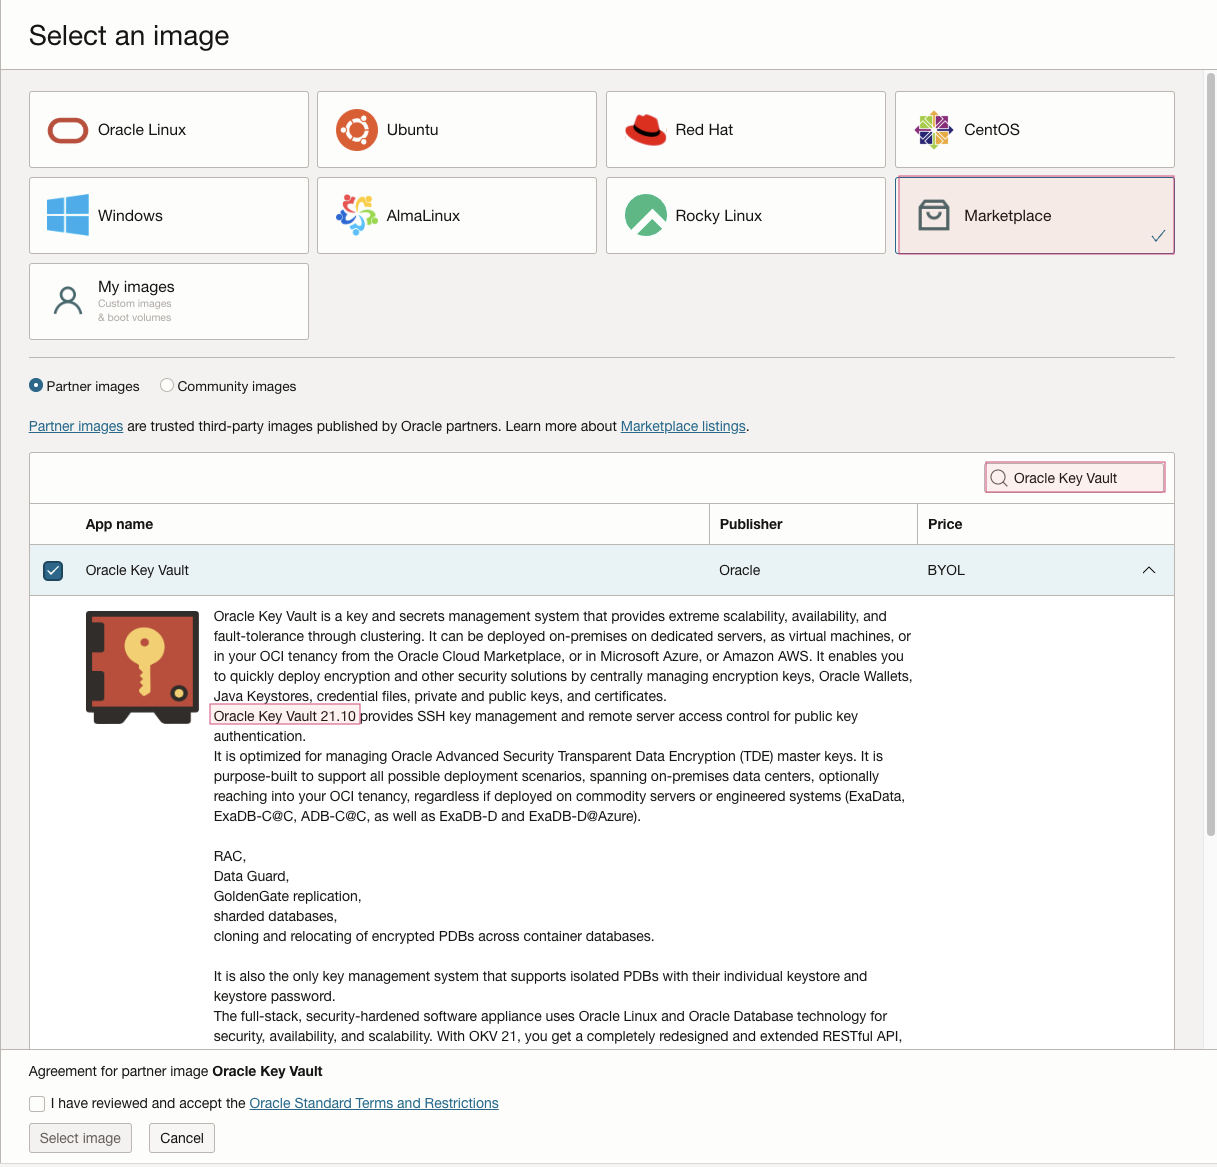 Select an image
Oracle Linux
Ubuntu
Red Hat
CentOS
Windows
AlmaLinux
Rocky Linux
Marketplace
My images
Custom images
& boot volumes
Partner images
Community images
Partner images are trusted third-party images published by Oracle partners. Learn more about Marketplace listings.
Oracle Key Vault
App name
Publisher
Price
Oracle Key Vault
Oracle
BYOL
Oracle Key Vault is a key and secrets management system that provides extreme scalability, availability, and
fault-tolerance through clustering. It can be deployed on-premises on dedicated servers, as virtual machines, or
in your OCI tenancy from the Oracle Cloud Marketplace, or in Microsoft Azure, or Amazon AWS. It enables you
to quickly deploy encryption and other security solutions by centrally managing encryption keys, Oracle Wallets,
Java Keystores, credential files, private and public keys, and certificates.
Oracle Key Vault 21.10 provides SSH key management and remote server access control for public key
authentication.
It is optimized for managing Oracle Advanced Security Transparent Data Encryption (TDE) master keys. It is
purpose-built to support all possible deployment scenarios, spanning on-premises data centers, optionally
reaching into your OCI tenancy, regardless if deployed on commodity servers or engineered systems (ExaData,
ExaDB-C@C, ADB-C@C, as well as ExaDB-D and ExaDB-D@Azure).
RAC,
Data Guard,
GoldenGate replication,
sharded databases,
cloning and relocating of encrypted PDBs across container databases.
It is also the only key management system that supports isolated PDBs with their individual keystore and
keystore password.
The full-stack, security-hardened software appliance uses Oracle Linux and Oracle Database technology for
security, availability, and scalability. With OKV 21, you get a completely redesigned and extended RESTful API,
Agreement for partner image Oracle Key Vault
I have reviewed and accept the Oracle Standard Terms and Restrictions
Select image
Cancel